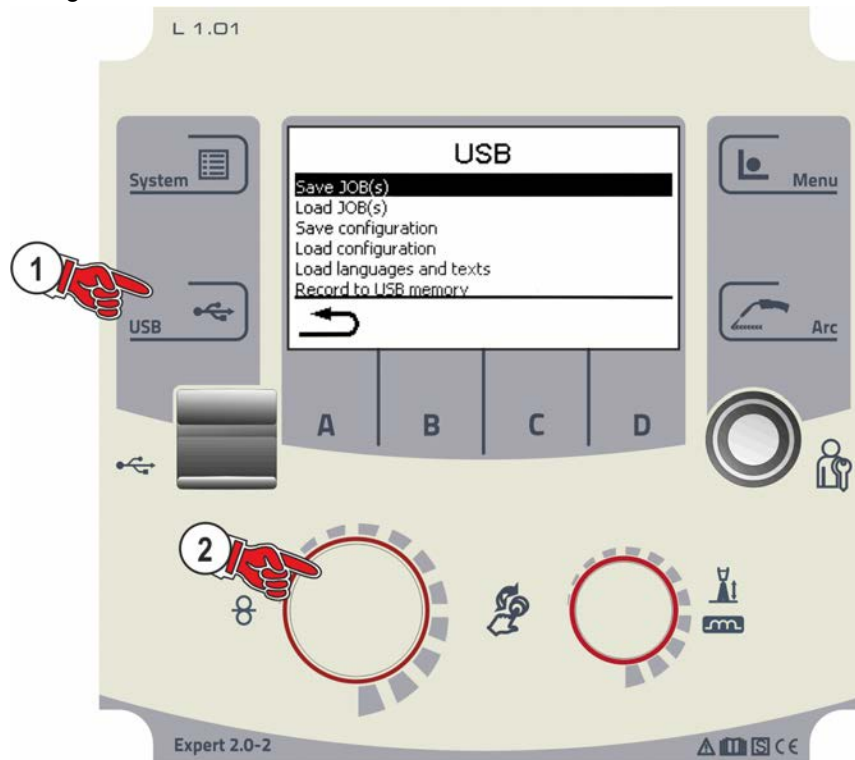 L 1.01
System
USB
Menu
Save JOB(s)
Load JOB(s)
Save configuration
Load configuration
Load languages and texts
Record to USB memory
1
USB
Arc
A B C D
2
Expert 2.0-2
S CE